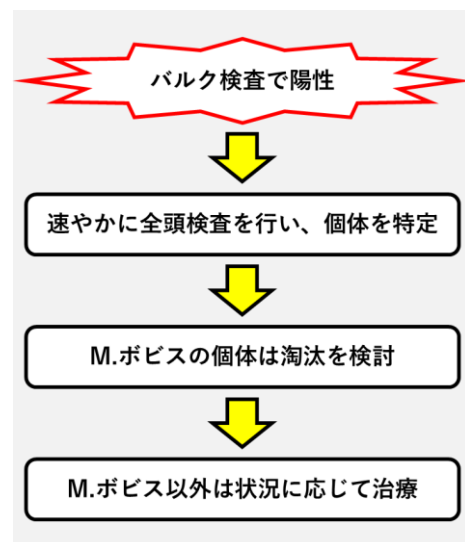 バルク検査で陽性
速やかに全頭検査を行い、個体を特定
M.ボビスの個体は淘汰を検討
M.ボビス以外は状況に応じて治療